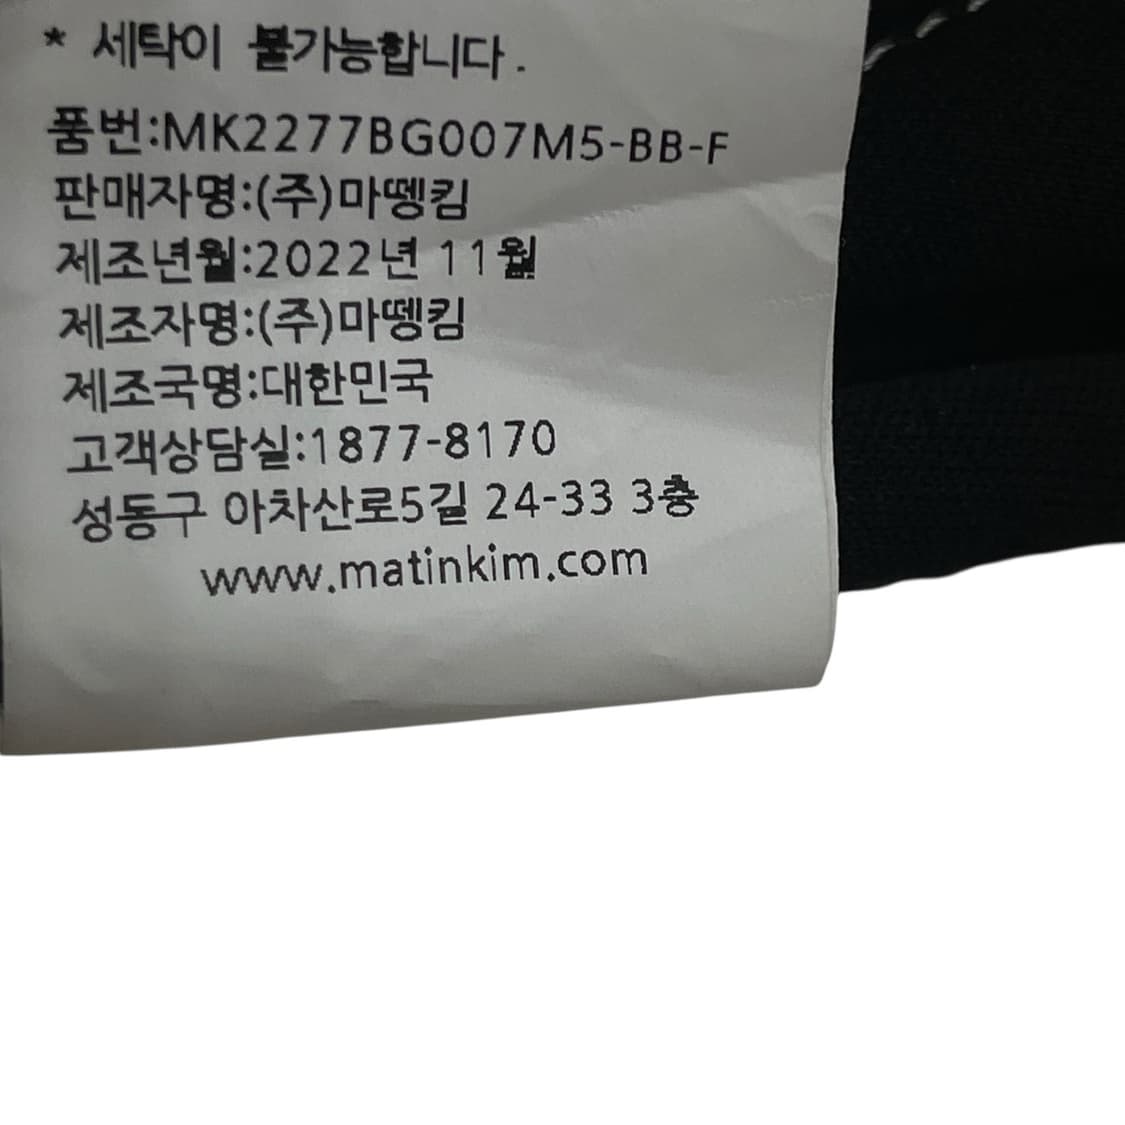 * 세탁이 불가능합니다.
품번:MK2277BG007M5-BB-F
판매자명:(주)마뗑킴
제조년월:2022년 11월
제조자명:(주)마뗑킴
제조국명:대한민국
고객상담실:1877-8170
성동구 아차산로5길 24-33 3층
www.matinkim.com